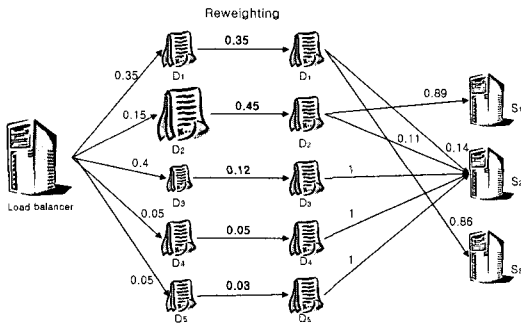 Reweighting
0.35 0.35
D1 D1
0.15 0.45 0.89 S1
D2 D2 0.11
Load balancer
0.4 0.12 1 0.14
D3 D3 S2
0.05 0.05 1
D4 D4 0.86
0.05 0.03 1 S3
D5 D5